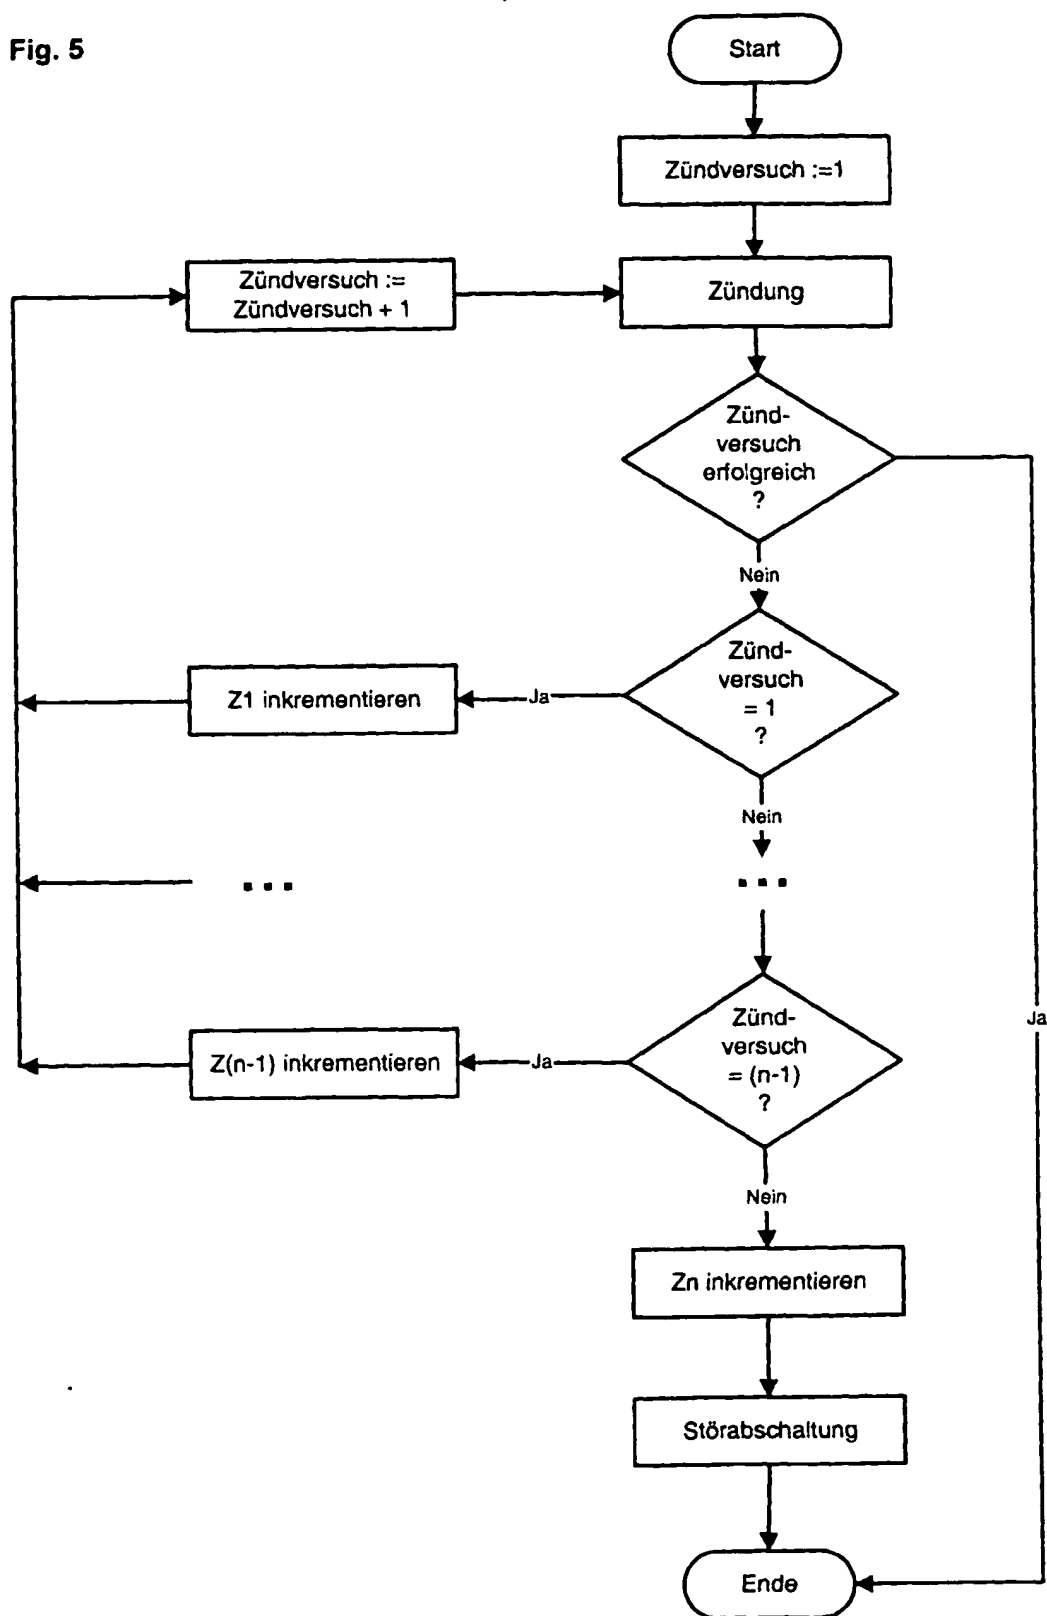 Fig. 5
Start
Zündversuch :=1
Zündversuch :=
Zündversuch + 1
Zündung
Zünd-
versuch
erfolgreich
?
Nein
Zünd-
versuch
= 1
?
Ja
Z1 inkrementieren
Nein
...
...
Zünd-
versuch
= (n-1)
?
Ja
Z(n-1) inkrementieren
Ja
Nein
Zn inkrementieren
Störabschaltung
Ende